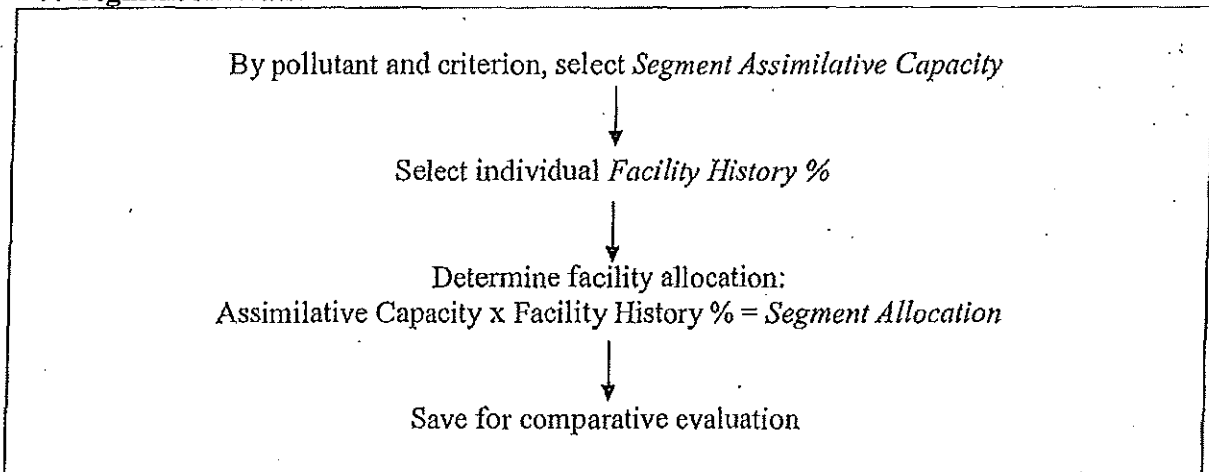 By pollutant and criterion, select Segment Assimilative Capacity
Select individual Facility History %
Determine facility allocation:
Assimilative Capacity x Facility History % = Segment Allocation
Save for comparative evaluation